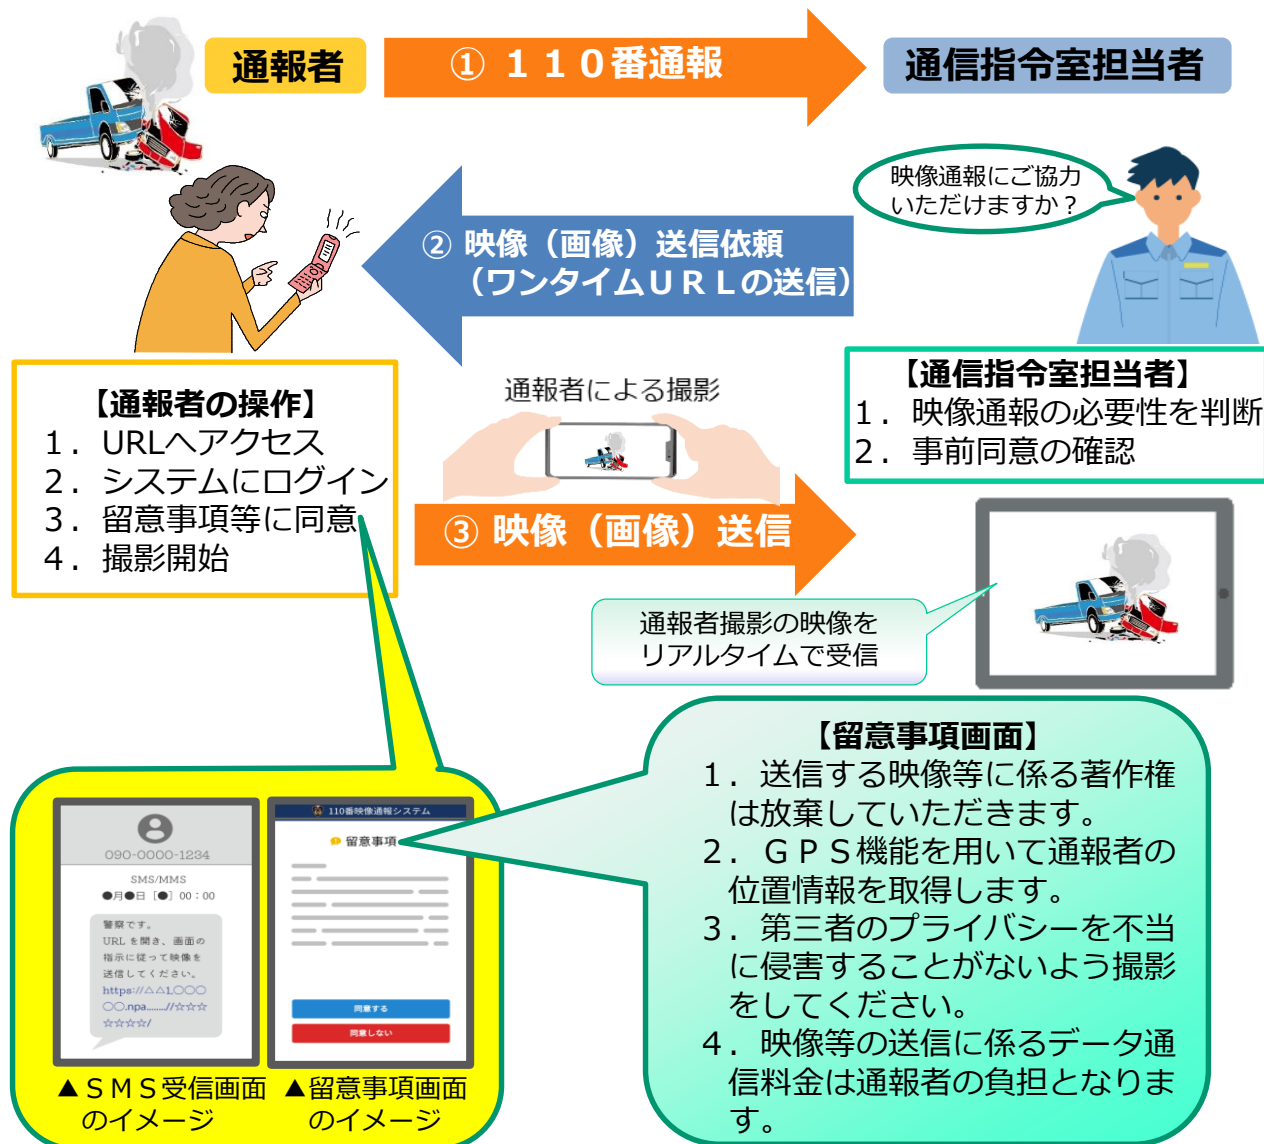 通報者
① １１０番通報
通信指令室担当者
映像通報にご協力
いただけますか？
② 映像（画像）送信依頼
（ワンタイムＵＲＬの送信）
【通報者の操作】
１．URLへアクセス
２．システムにログイン
３．留意事項等に同意
４．撮影開始
通報者による撮影
【通信指令室担当者】
１．映像通報の必要性を判断
２．事前同意の確認
③ 映像（画像）送信
通報者撮影の映像を
リアルタイムで受信
090-0000-1234
SMS/MMS
●月●日［●］00：00
警察です。
URL を開き、画面の
指示に従って映像を
送信してください。
https://△△1.○○○
○○.npa.......//☆☆☆
☆☆☆☆/
▲ＳＭＳ受信画面
のイメージ
110番映像通報システム
留意事項
同意する
同意しない
▲留意事項画面
のイメージ
【留意事項画面】
１．送信する映像等に係る著作権
は放棄していただきます。
２．ＧＰＳ機能を用いて通報者の
位置情報を取得します。
３．第三者のプライバシーを不当
に侵害することがないよう撮影
をしてください。
４．映像等の送信に係るデータ通
信料金は通報者の負担となりま
す。